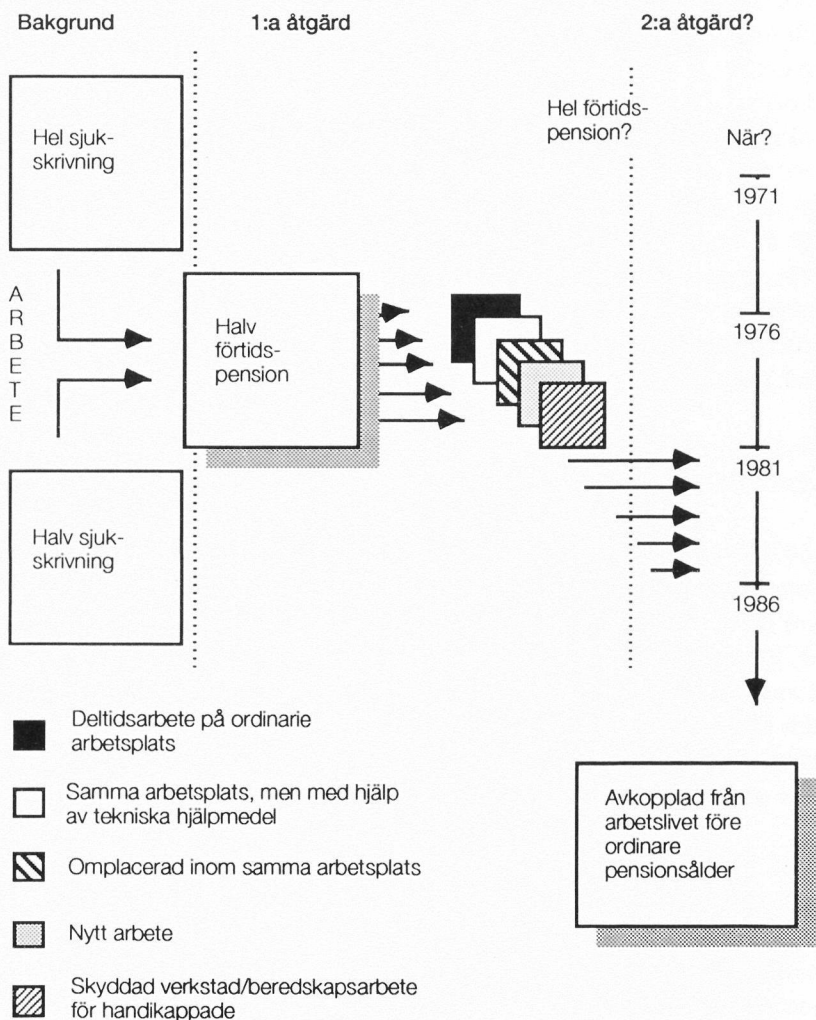 Bakgrund
1:a åtgärd
2:a åtgärd?
Hel sjuk-
skrivning
Hel förtids-
pension?
När?
1971
ARBETE
Halv
förtids-
pension
1976
1981
Halv sjuk-
skrivning
1986
Deltidsarbete på ordinarie
arbetsplats
Samma arbetsplats, men med hjälp
av tekniska hjälpmedel
Omplacerad inom samma arbetsplats
Nytt arbete
Skyddad verkstad/beredskapsarbete
för handikappade
Avkopplad från
arbetslivet före
ordinare
pensionsålder